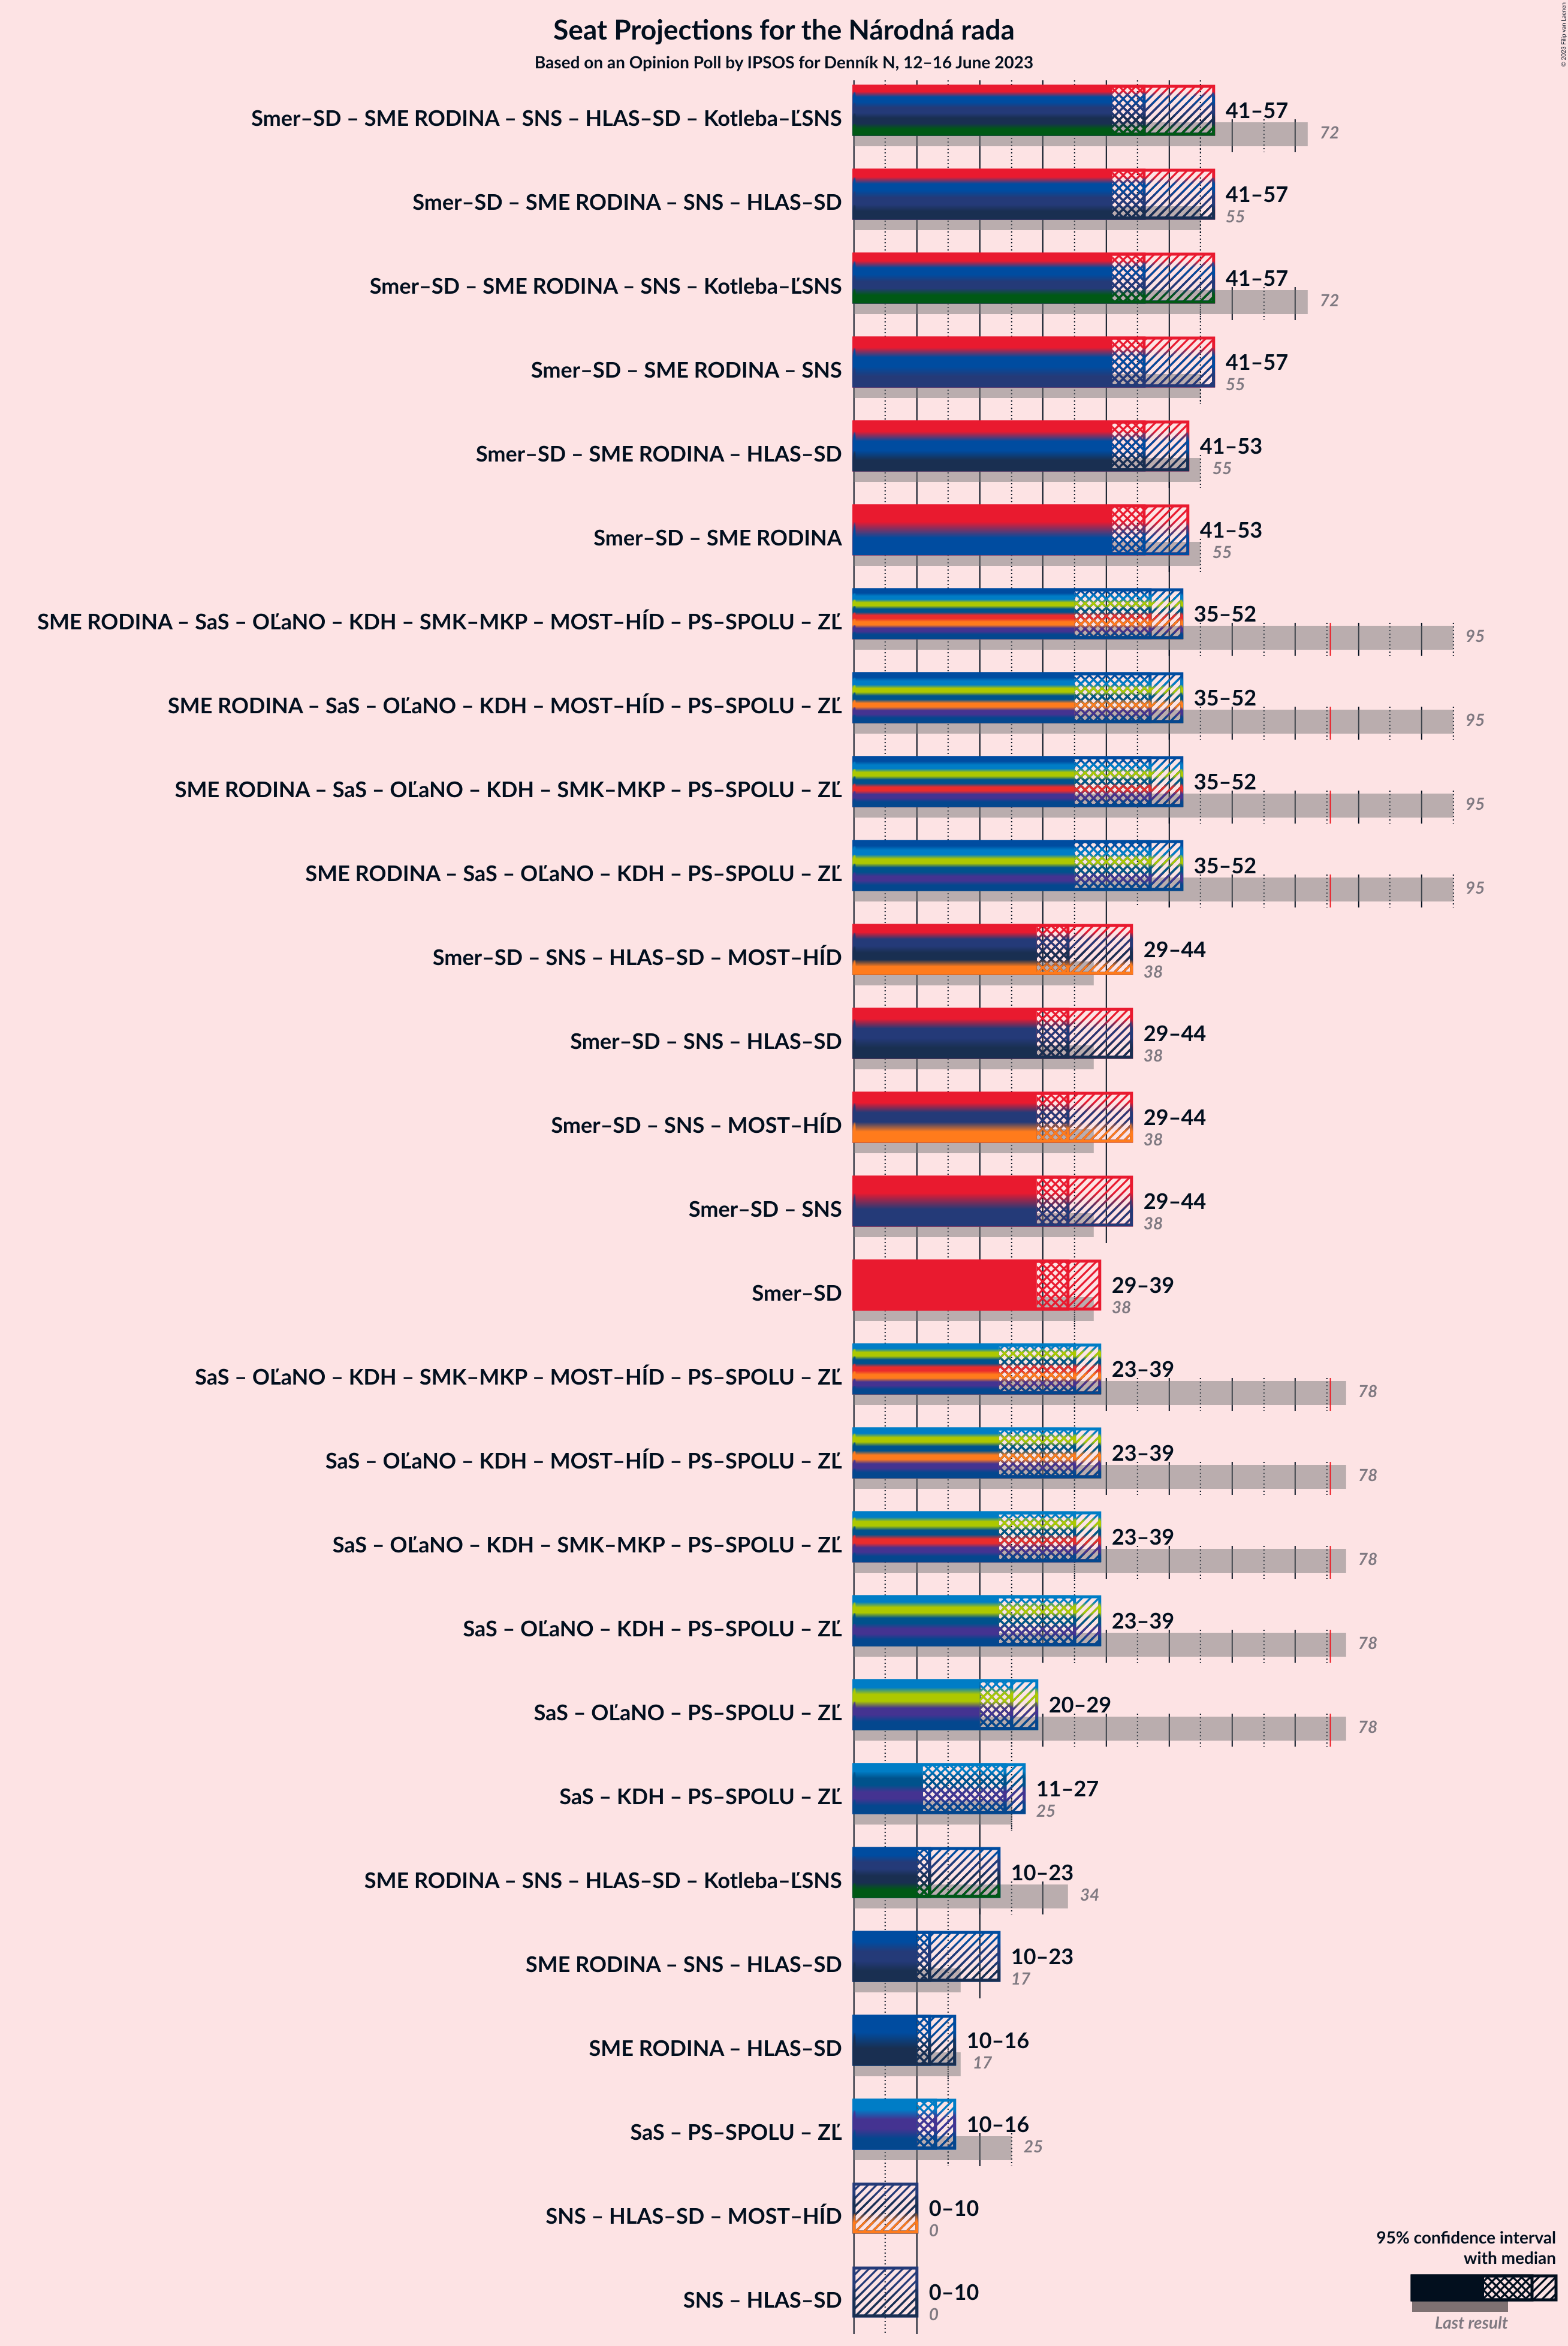 Seat Projections for the Národná rada
Based on an Opinion Poll by IPSOS for Denník N, 12–16 June 2023
© 2023 Filip van Laenen
Smer–SD – SME RODINA – SNS – HLAS–SD – Kotleba–ĽSNS
41–57
72
Smer–SD – SME RODINA – SNS – HLAS–SD
41–57
55
Smer–SD – SME RODINA – SNS – Kotleba–ĽSNS
41–57
72
Smer–SD – SME RODINA – SNS
41–57
55
Smer–SD – SME RODINA – HLAS–SD
41–53
55
Smer–SD – SME RODINA
41–53
55
SME RODINA – SaS – OĽaNO – KDH – SMK–MKP – MOST–HÍD – PS–SPOLU – ZĽ
35–52
95
SME RODINA – SaS – OĽaNO – KDH – MOST–HÍD – PS–SPOLU – ZĽ
35–52
95
SME RODINA – SaS – OĽaNO – KDH – SMK–MKP – PS–SPOLU – ZĽ
35–52
95
SME RODINA – SaS – OĽaNO – KDH – PS–SPOLU – ZĽ
35–52
95
Smer–SD – SNS – HLAS–SD – MOST–HÍD
29–44
38
Smer–SD – SNS – HLAS–SD
29–44
38
Smer–SD – SNS – MOST–HÍD
29–44
38
Smer–SD – SNS
29–44
38
Smer–SD
29–39
38
SaS – OĽaNO – KDH – SMK–MKP – MOST–HÍD – PS–SPOLU – ZĽ
23–39
78
SaS – OĽaNO – KDH – MOST–HÍD – PS–SPOLU – ZĽ
23–39
78
SaS – OĽaNO – KDH – SMK–MKP – PS–SPOLU – ZĽ
23–39
78
SaS – OĽaNO – KDH – PS–SPOLU – ZĽ
23–39
78
SaS – OĽaNO – PS–SPOLU – ZĽ
20–29
78
SaS – KDH – PS–SPOLU – ZĽ
11–27
25
SME RODINA – SNS – HLAS–SD – Kotleba–ĽSNS
10–23
34
SME RODINA – SNS – HLAS–SD
10–23
17
SME RODINA – HLAS–SD
10–16
17
SaS – PS–SPOLU – ZĽ
10–16
25
SNS – HLAS–SD – MOST–HÍD
0–10
0
SNS – HLAS–SD
0–10
0
95% confidence interval
with median
Last result